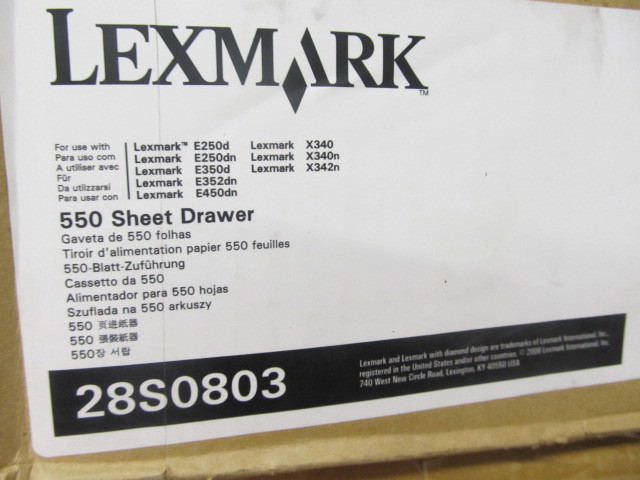 LEXMARK™
For use with Lexmark™ E250d Lexmark X340
Para uso com Lexmark E250dn Lexmark X340n
A utiliser avec Lexmark E350d Lexmark X342n
Für Lexmark E352dn
Da utilizzarsi Lexmark E450dn
Para usar con
550 Sheet Drawer
Gaveta de 550 folhas
Tiroir d'alimentation papier 550 feuilles
550-Blatt-Zuführung
Cassetto da 550
Alimentador para 550 hojas
Szuflada na 550 arkuszy
550 页进纸器
550 張裝紙器
550장 서랍
28S0803
Lexmark and Lexmark with diamond design are trademarks of Lexmark International, Inc.,
registered in the United States and/or other countries. © 2006 Lexmark International, Inc.
740 West New Circle Road, Lexington, KY 40550 USA